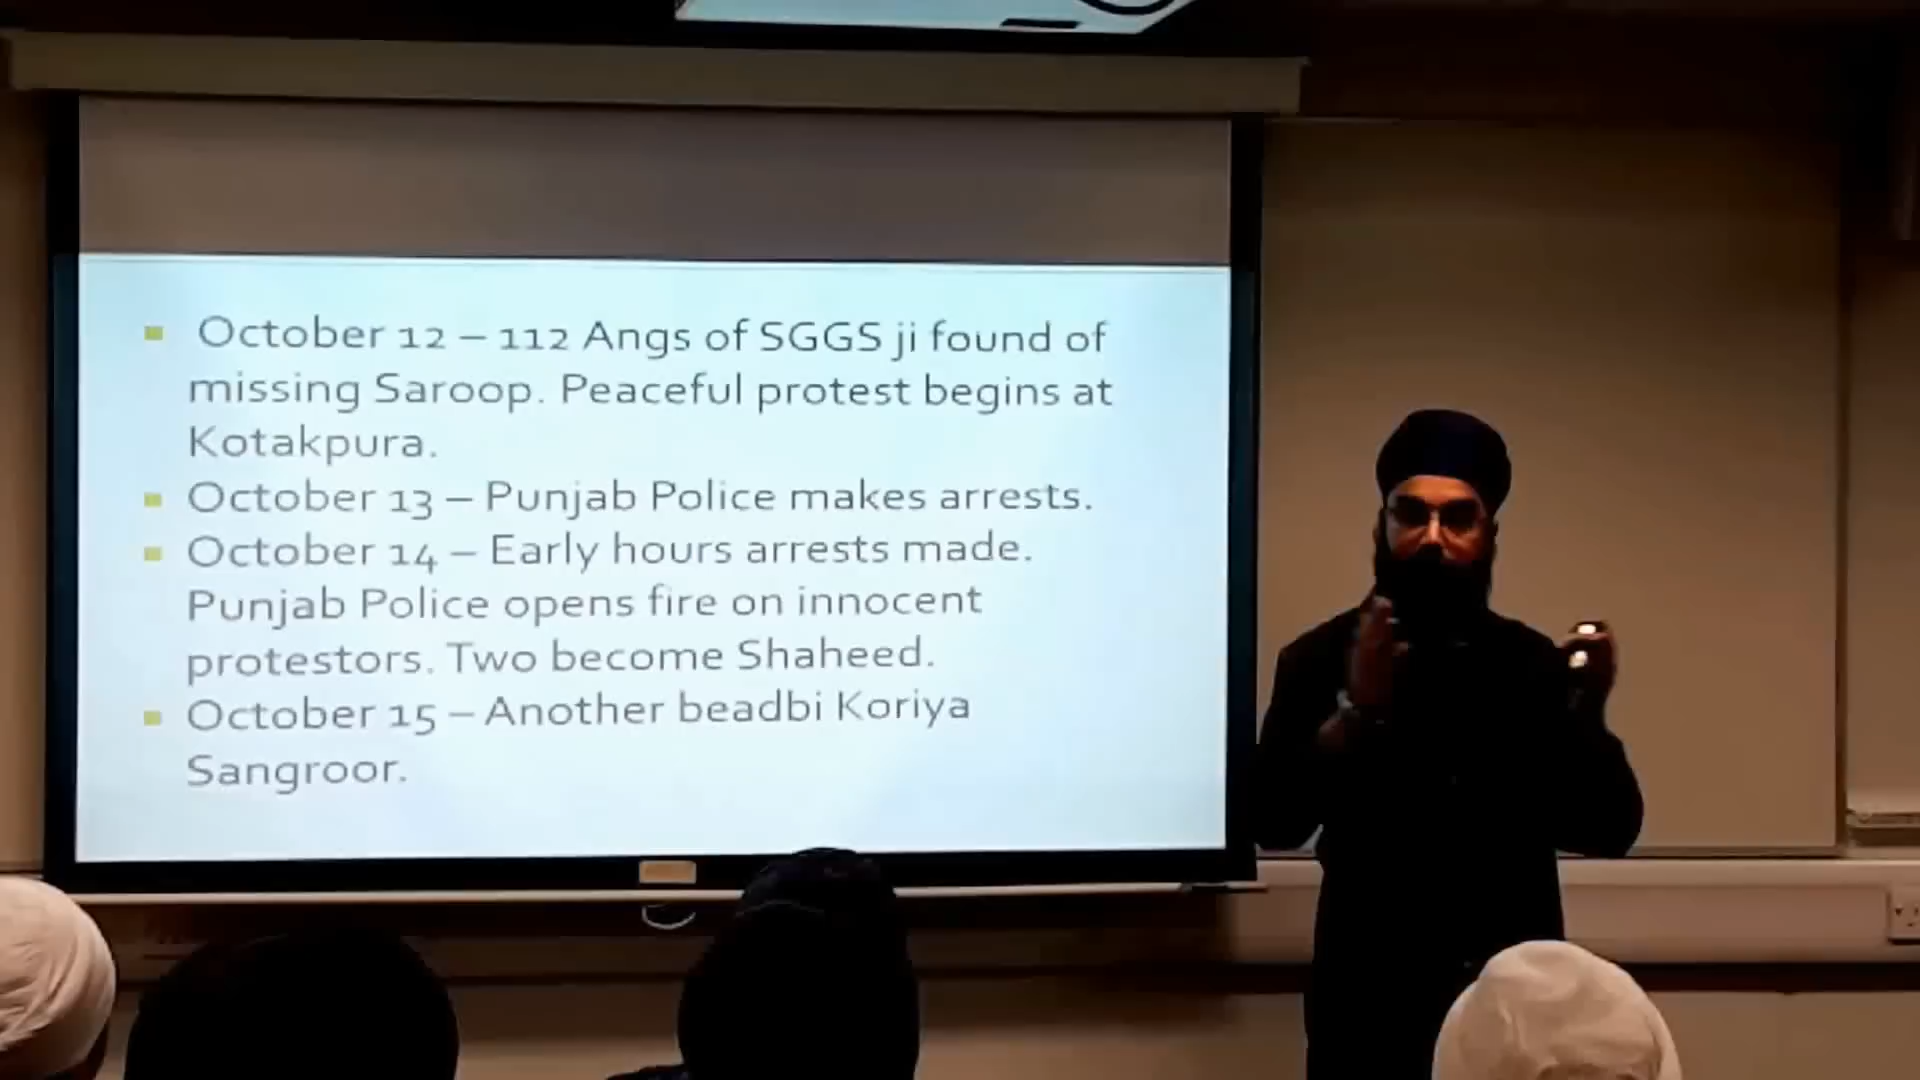 October 12 – 112 Angs of SGGS ji found of
missing Saroop. Peaceful protest begins at
Kotakpura.
October 13 – Punjab Police makes arrests.
October 14 – Early hours arrests made.
Punjab Police opens fire on innocent
protestors. Two become Shaheed.
October 15 – Another beadbi Koriya
Sangroor.